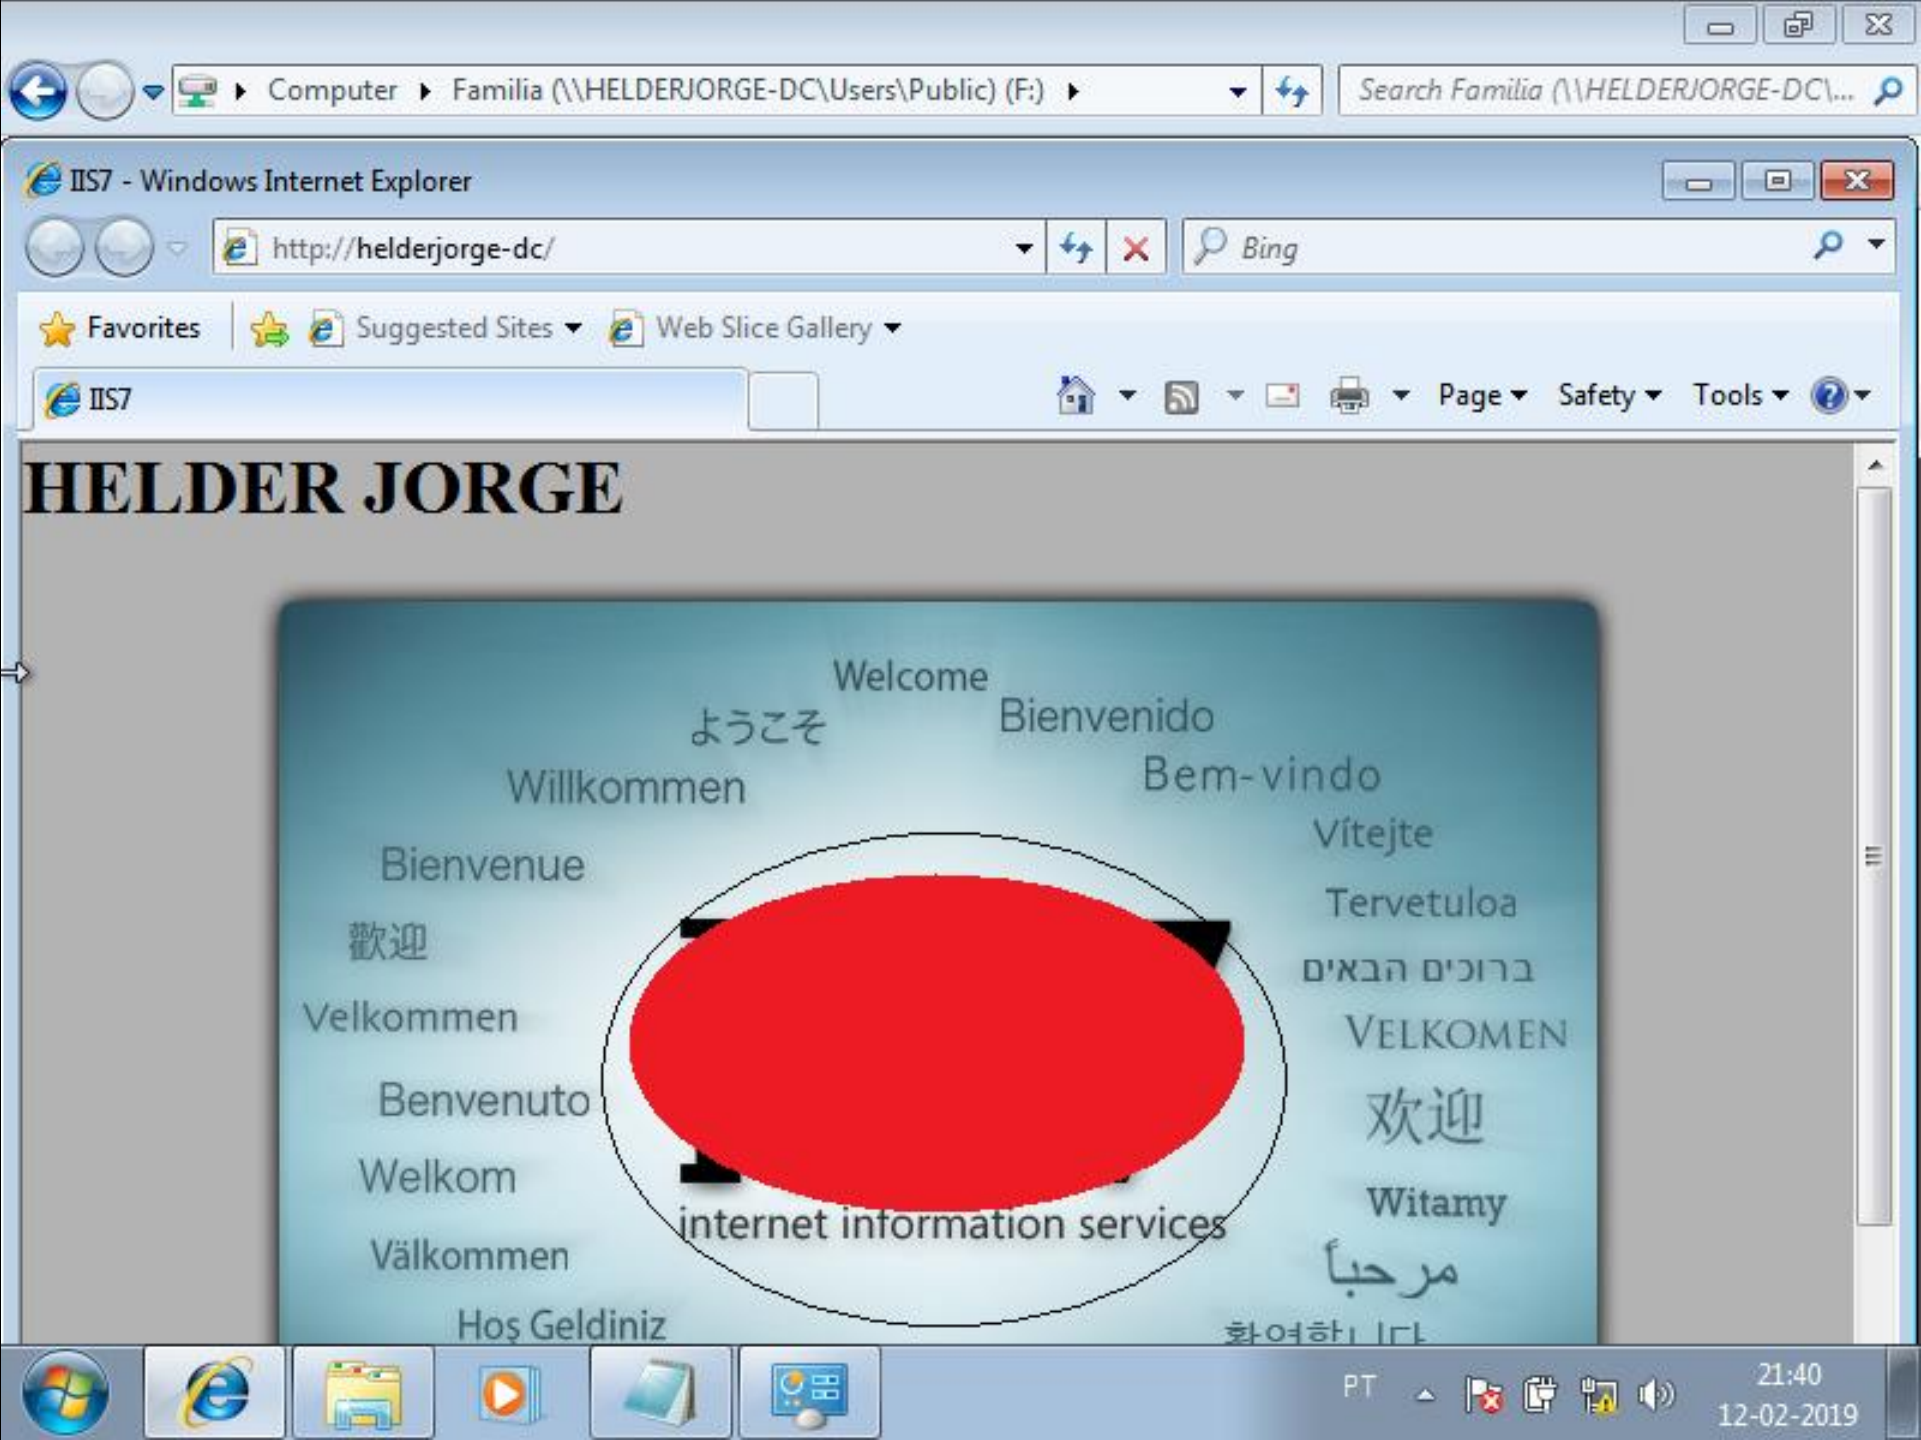 Computer Familia (\\HELDERJORGE-DC\Users\Public) (F:) Search Familia (\\HELDERJORGE-DC\...
IIS7 - Windows Internet Explorer
http://helderjorge-dc/ Bing
Favorites Suggested Sites Web Slice Gallery
IIS7 Page Safety Tools
HELDER JORGE
Welcome
ようこそ
Bienvenido
Willkommen
Bem-vindo
Vítejte
Bienvenue
Tervetuloa
歡迎
ברוכים הבאים
Velkommen
VELKOMEN
Benvenuto
欢迎
Welkom
Witamy
internet information services
Välkommen
مرحباً
Hoş Geldiniz
PT
21:40
12-02-2019